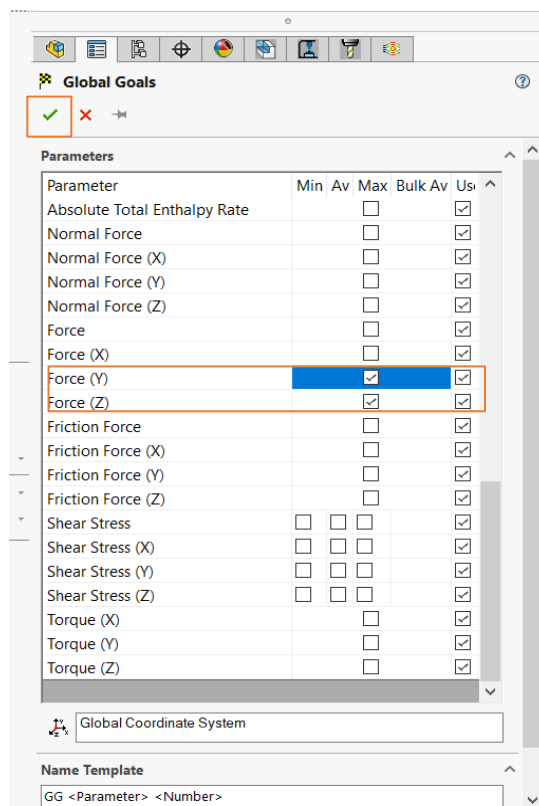 Global Goals
Parameters
Parameter Min Av Max Bulk Av Use
Absolute Total Enthalpy Rate
Normal Force
Normal Force (X)
Normal Force (Y)
Normal Force (Z)
Force
Force (X)
Force (Y)
Force (Z)
Friction Force
Friction Force (X)
Friction Force (Y)
Friction Force (Z)
Shear Stress
Shear Stress (X)
Shear Stress (Y)
Shear Stress (Z)
Torque (X)
Torque (Y)
Torque (Z)
Global Coordinate System
Name Template
GG <Parameter> <Number>